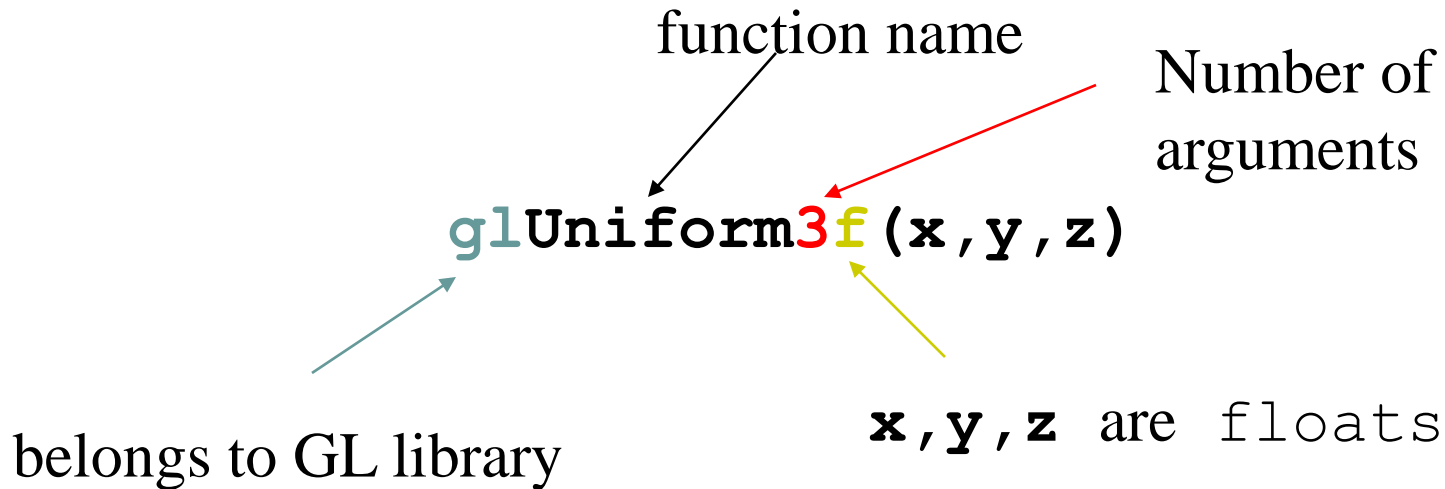 function name
Number of
arguments
glUniform3f(x,y,z)
belongs to GL library
x,y,z are floats